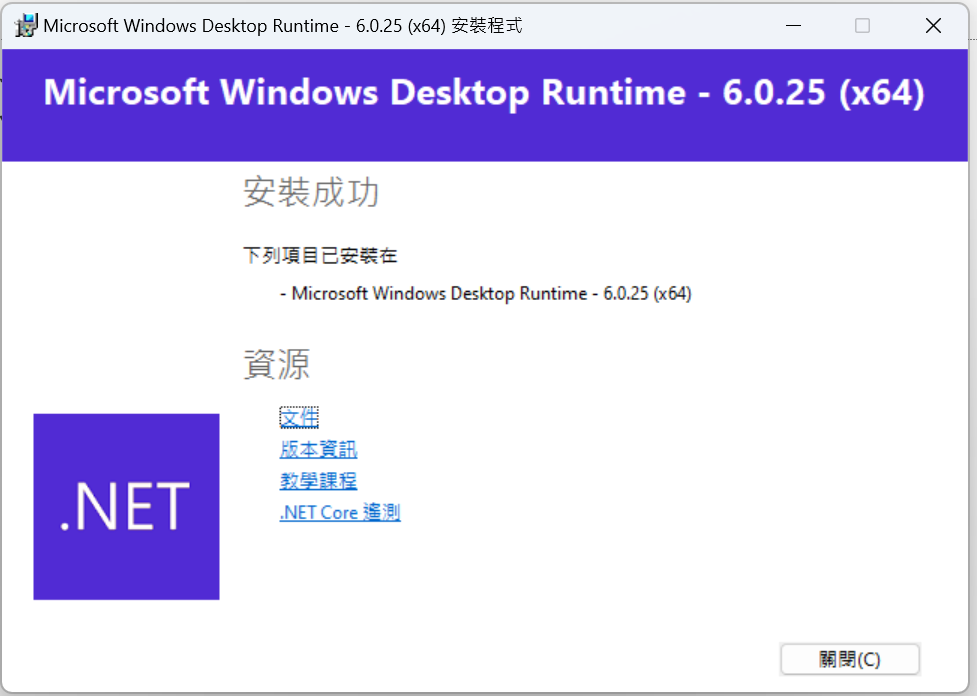 Microsoft Windows Desktop Runtime - 6.0.25 (x64) 安裝程式
Microsoft Windows Desktop Runtime - 6.0.25 (x64)
安裝成功
下列項目已安裝在
- Microsoft Windows Desktop Runtime - 6.0.25 (x64)
資源
文件
版本資訊
教學課程
.NET Core 遙測
.NET
關閉(C)